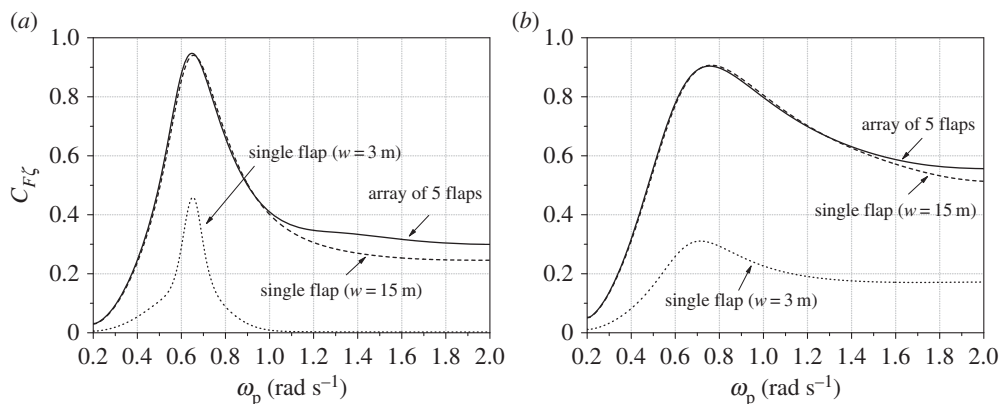 (a)
1.0
0.8
0.6
0.4
0.2
0
C_Fζ
single flap (w = 3 m)
array of 5 flaps
single flap (w = 15 m)
0.2 0.4 0.6 0.8 1.0 1.2 1.4 1.6 1.8 2.0
ω_p (rad s⁻¹)
(b)
1.0
0.8
0.6
0.4
0.2
0
array of 5 flaps
single flap (w = 15 m)
single flap (w = 3 m)
0.2 0.4 0.6 0.8 1.0 1.2 1.4 1.6 1.8 2.0
ω_p (rad s⁻¹)